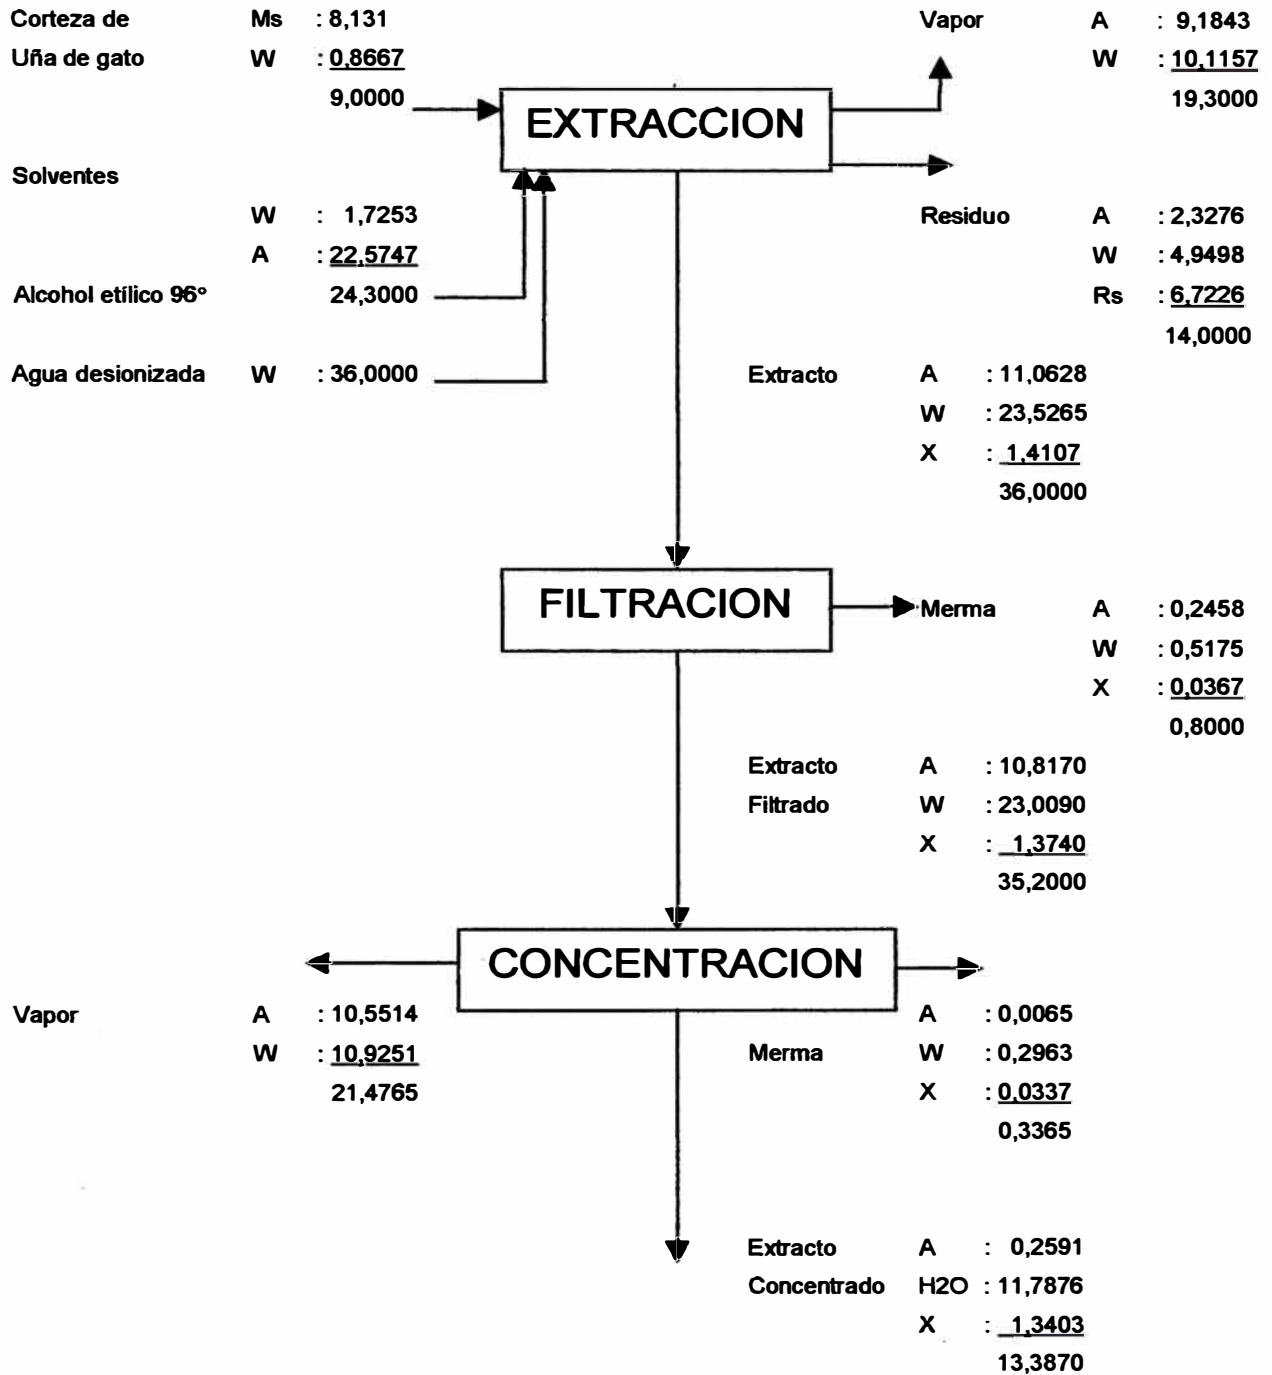 Corteza de Ms : 8,131
Uña de gato W : 0,8667
9,0000
Vapor A : 9,1843
W : 10,1157
19,3000
EXTRACCION
Solventes
W : 1,7253
A : 22,5747
Alcohol etílico 96° 24,3000
Agua desionizada W : 36,0000
Residuo A : 2,3276
W : 4,9498
Rs : 6,7226
14,0000
Extracto A : 11,0628
W : 23,5265
X : 1,4107
36,0000
FILTRACION
Merma A : 0,2458
W : 0,5175
X : 0,0367
0,8000
Extracto A : 10,8170
Filtrado W : 23,0090
X : 1,3740
35,2000
CONCENTRACION
Vapor A : 10,5514
W : 10,9251
21,4765
A : 0,0065
Merma W : 0,2963
X : 0,0337
0,3365
Extracto A : 0,2591
Concentrado H2O : 11,7876
X : 1,3403
13,3870